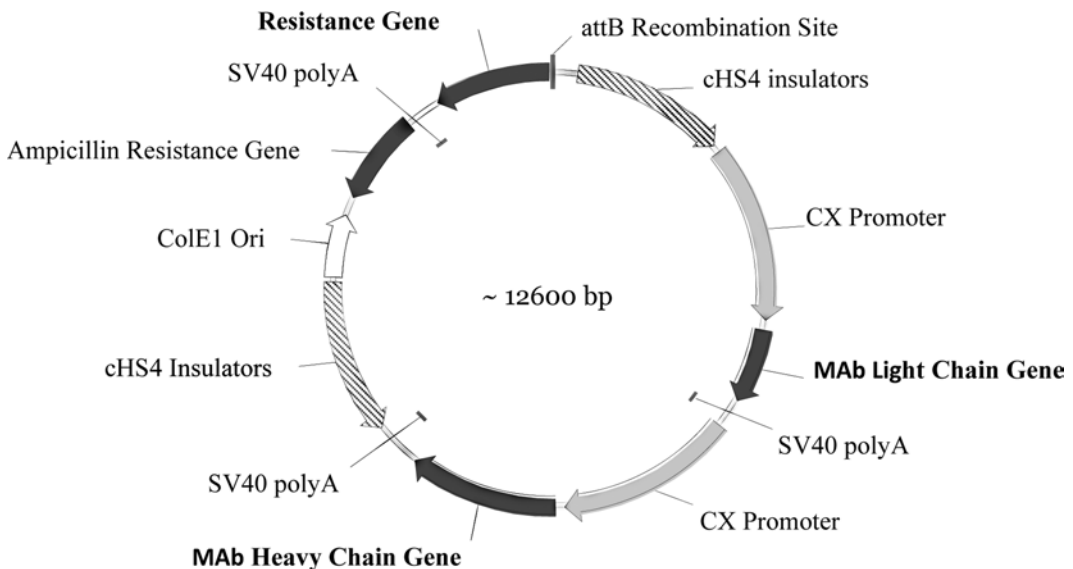 Resistance Gene
attB Recombination Site
SV40 polyA
cHS4 insulators
Ampicillin Resistance Gene
CX Promoter
ColE1 Ori
~ 12600 bp
cHS4 Insulators
MAb Light Chain Gene
SV40 polyA
SV40 polyA
CX Promoter
MAb Heavy Chain Gene